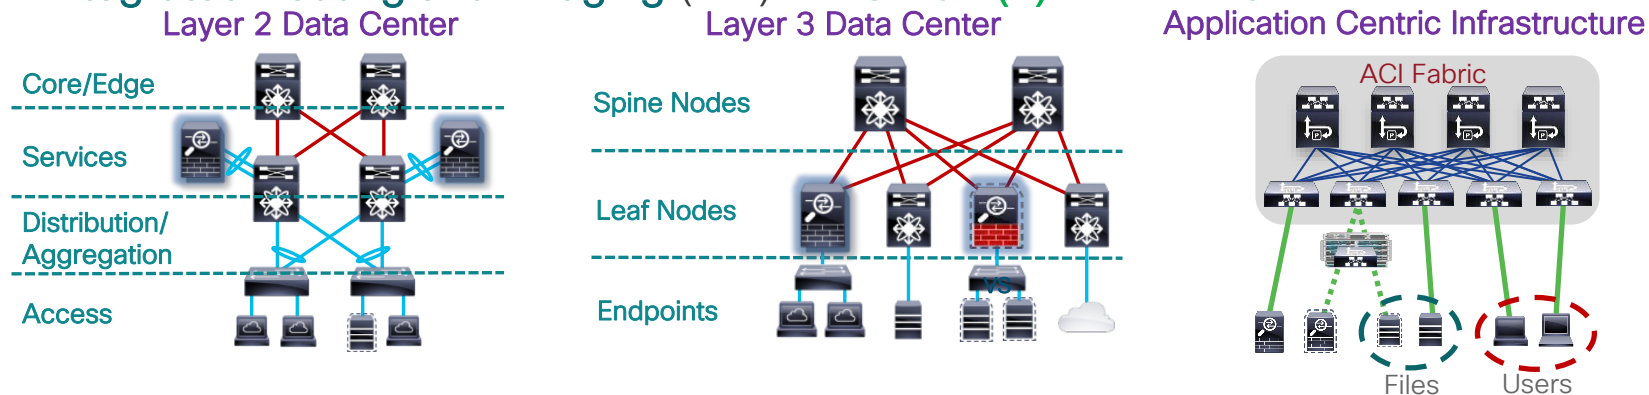 Layer 2 Data Center
Core/Edge
Services
Distribution/
Aggregation
Access
Layer 3 Data Center
Spine Nodes
Leaf Nodes
Endpoints
vs
Application Centric Infrastructure
ACI Fabric
P
P
P
P
Files
Users